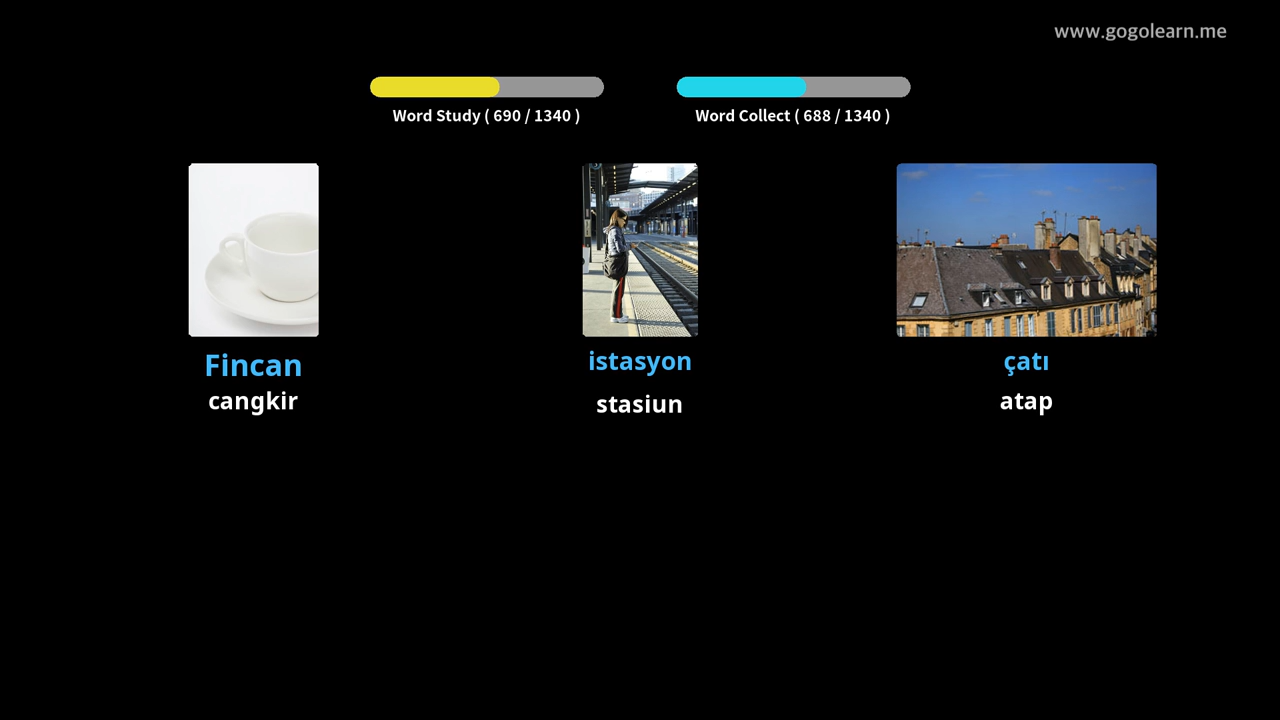 www.gogolearn.me
Word Study ( 690 / 1340 )
Word Collect ( 688 / 1340 )
Fincan
cangkir
istasyon
stasiun
çatı
atap